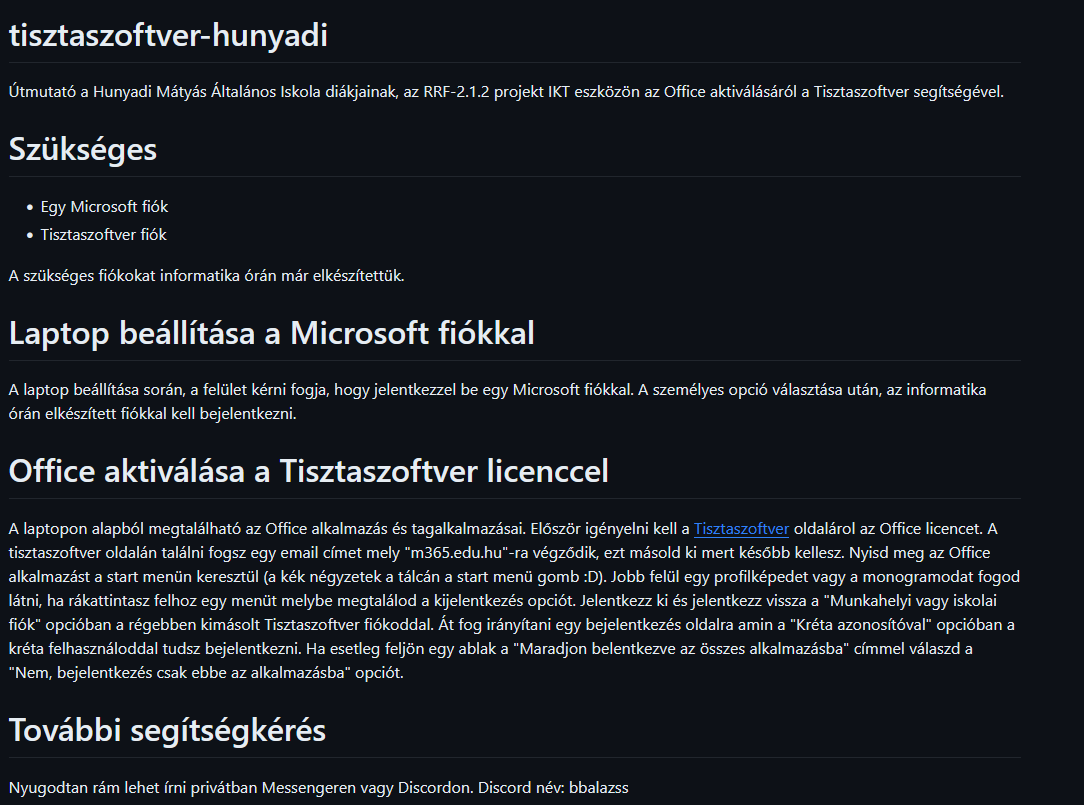 tisztaszoftver-hunyadi
Útmutató a Hunyadi Mátyás Általános Iskola diákjainak, az RRF-2.1.2 projekt IKT eszközön az Office aktiválásáról a Tisztaszoftver segítségével.
Szükséges
• Egy Microsoft fiók
• Tisztaszoftver fiók
A szükséges fiókokat informatika órán már elkészítettük.
Laptop beállítása a Microsoft fiókkal
A laptop beállítása során, a felület kérni fogja, hogy jelentkezzel be egy Microsoft fiókkal. A személyes opció választása után, az informatika
órán elkészített fiókkal kell bejelentkezni.
Office aktiválása a Tisztaszoftver licenccel
A laptopon alapból megtalálható az Office alkalmazás és tagalkalmazásai. Először igényelni kell a Tisztaszoftver oldalárol az Office licencet. A
tisztaszoftver oldalán találni fogsz egy email címet mely "m365.edu.hu"-ra végződik, ezt másold ki mert később kellesz. Nyisd meg az Office
alkalmazást a start menün keresztül (a kék négyzetek a tálcán a start menü gomb :D). Jobb felül egy profilképedet vagy a monogramodat fogod
látni, ha rákattintasz felhoz egy menüt melybe megtalálod a kijelentkezés opciót. Jelentkezz ki és jelentkezz vissza a "Munkahelyi vagy iskolai
fiók" opcióban a régebben kimásolt Tisztaszoftver fiókoddal. Át fog irányítani egy bejelentkezés oldalra amin a "Kréta azonosítóval" opcióban a
kréta felhasználoddal tudsz bejelentkezni. Ha esetleg feljön egy ablak a "Maradjon belentkezve az összes alkalmazásba" címmel válaszd a
"Nem, bejelentkezés csak ebbe az alkalmazásba" opciót.
További segítségkérés
Nyugodtan rám lehet írni privátban Messengeren vagy Discordon. Discord név: bbalazss